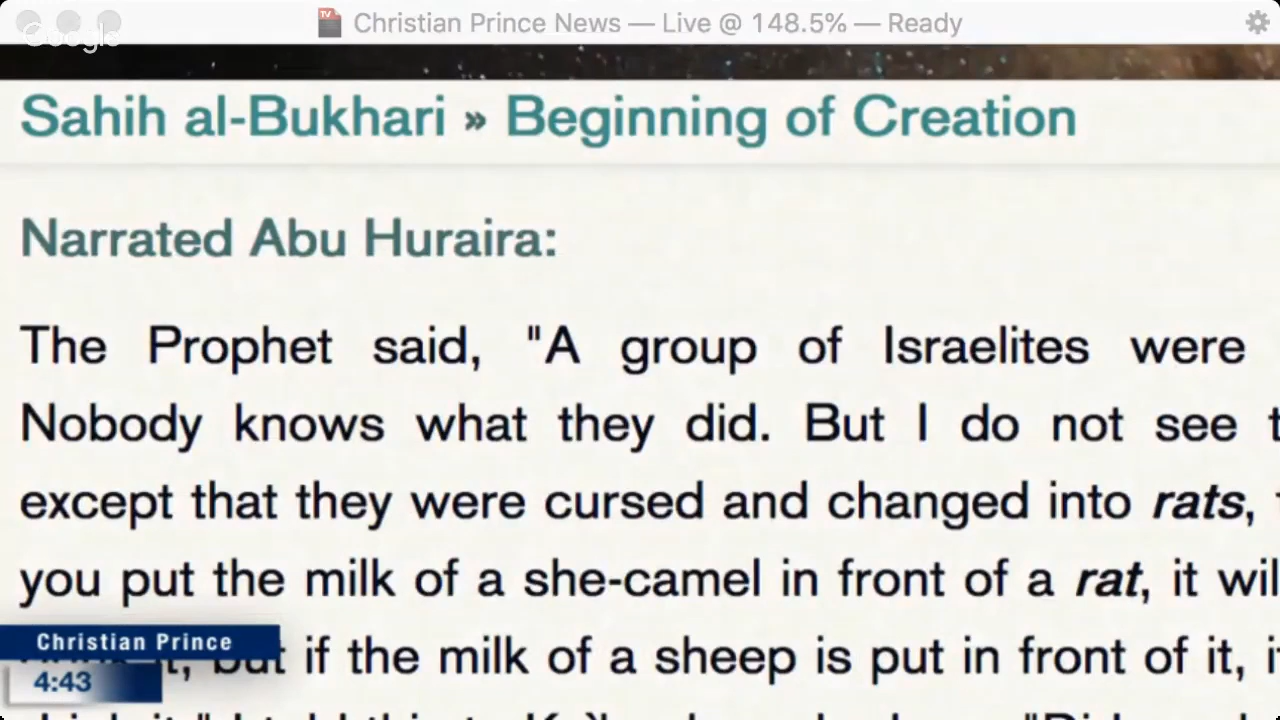 Christian Prince News — Live @ 148.5% — Ready
Google
Sahih al-Bukhari » Beginning of Creation
Narrated Abu Huraira:
The Prophet said, "A group of Israelites were
Nobody knows what they did. But I do not see
except that they were cursed and changed into rats,
you put the milk of a she-camel in front of a rat, it
but if the milk of a sheep is put in front of it,
Christian Prince
4:43